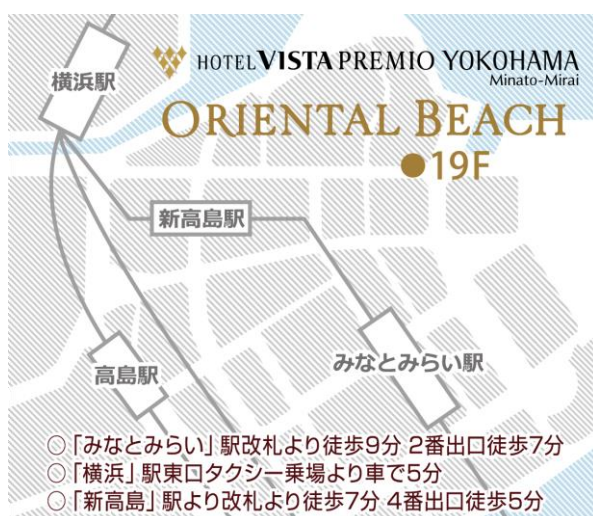 横浜駅
HOTEL VISTA PREMIO YOKOHAMA
Minato-Mirai
ORIENTAL BEACH
●19F
新高島駅
高島駅
みなとみらい駅
○「みなとみらい」駅改札より徒歩9分 2番出口徒歩7分
○「横浜」駅東口タクシー乗場より車で5分
○「新高島」駅より改札より徒歩7分 4番出口徒歩5分